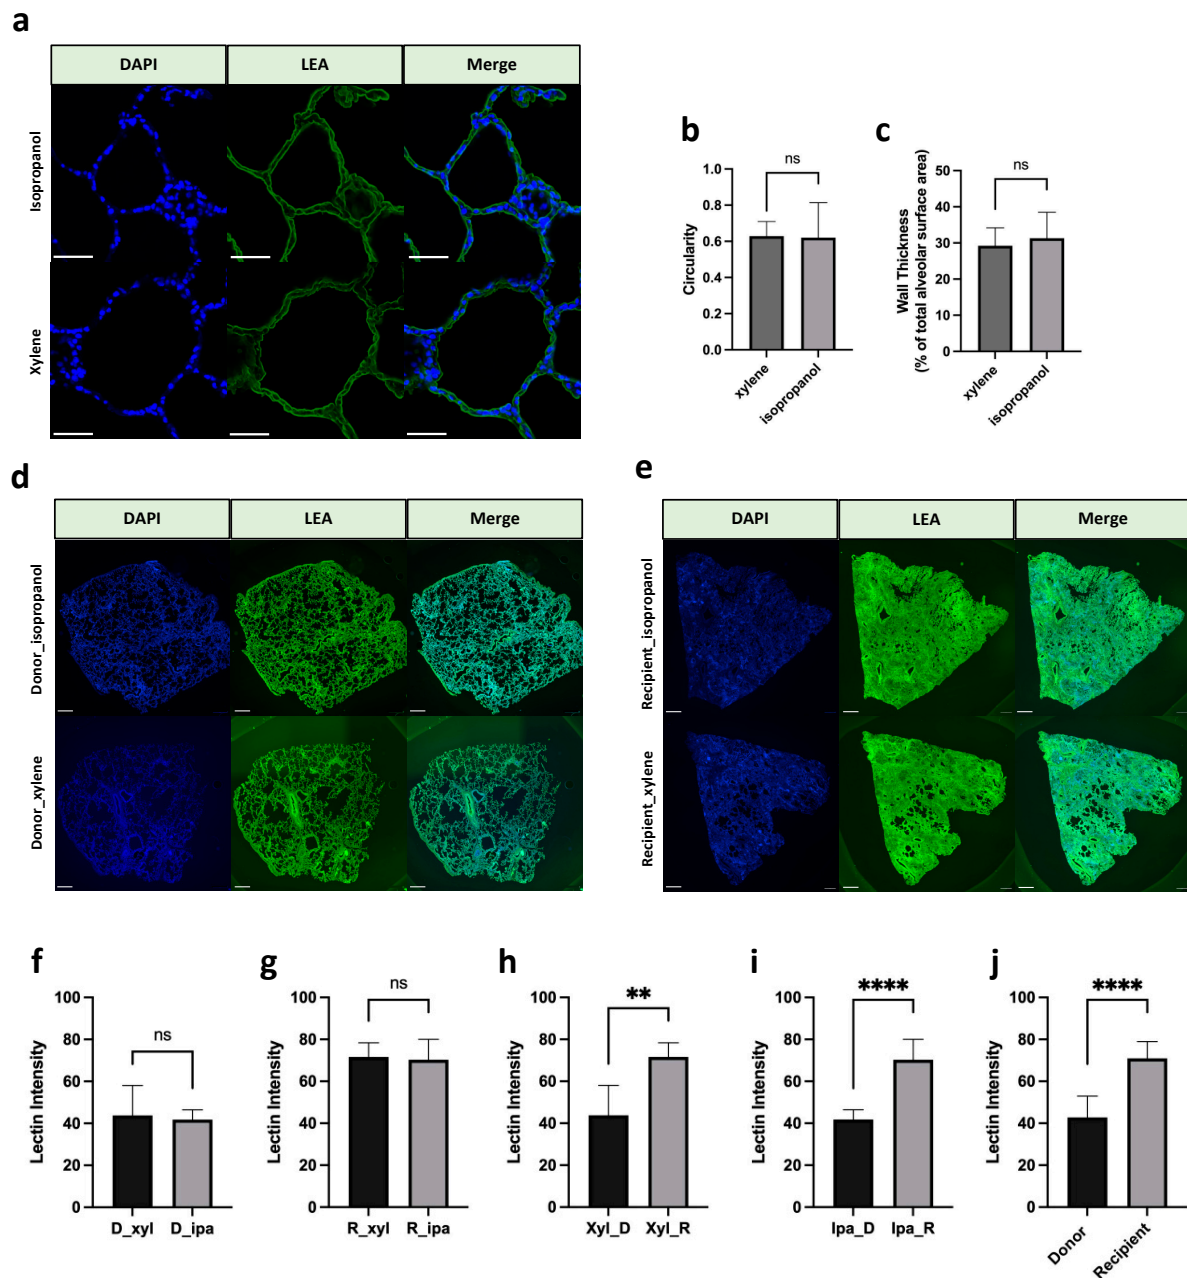 a
DAPI LEA Merge
Isopropanol
Xylene
b
1.0
0.8
0.6
0.4
0.2
0.0
Circularity
ns
xylene
isopropanol
c
50
40
30
20
10
0
Wall Thickness
(% of total alveolar surface area)
ns
xylene
isopropanol
d
DAPI LEA Merge
Donor_isopropanol
Donor_xylene
e
DAPI LEA Merge
Recipient_isopropanol
Recipient_xylene
f
100
80
60
40
20
0
Lectin Intensity
ns
D_xyl D_ipa
g
100
80
60
40
20
0
Lectin Intensity
ns
R_xyl R_ipa
h
100
80
60
40
20
0
Lectin Intensity
**
Xyl_D Xyl_R
i
100
80
60
40
20
0
Lectin Intensity
****
Ipa_D Ipa_R
j
100
80
60
40
20
0
Lectin Intensity
****
Donor
Recipient